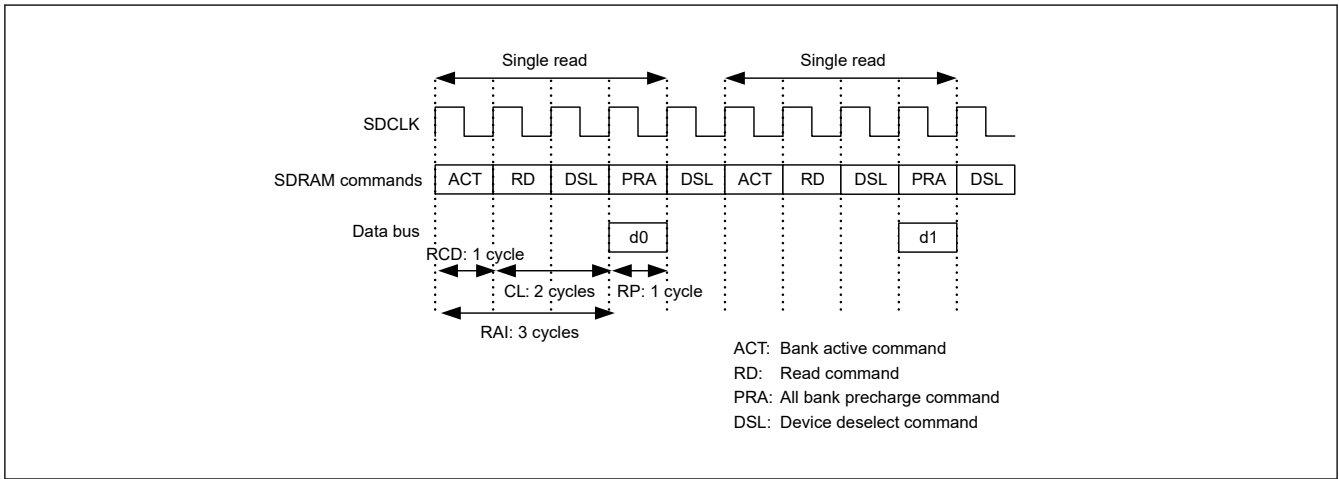 Single read Single read
SDCLK
SDRAM commands ACT RD DSL PRA DSL ACT RD DSL PRA DSL
Data bus d0 d1
RCD: 1 cycle
CL: 2 cycles RP: 1 cycle
RAI: 3 cycles
ACT: Bank active command
RD: Read command
PRA: All bank precharge command
DSL: Device deselect command